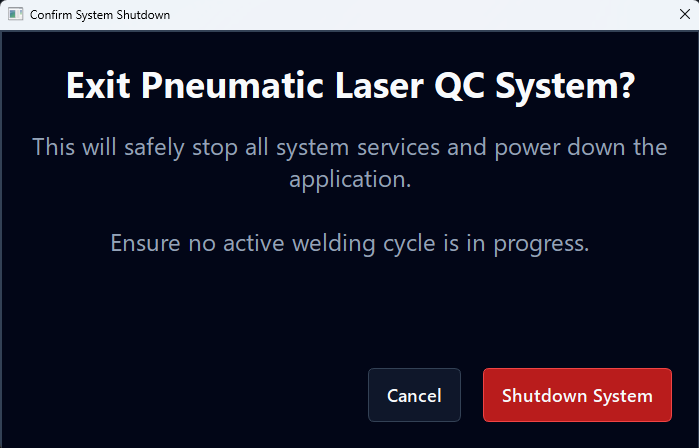 Confirm System Shutdown
Exit Pneumatic Laser QC System?
This will safely stop all system services and power down the
application.
Ensure no active welding cycle is in progress.
Cancel
Shutdown System